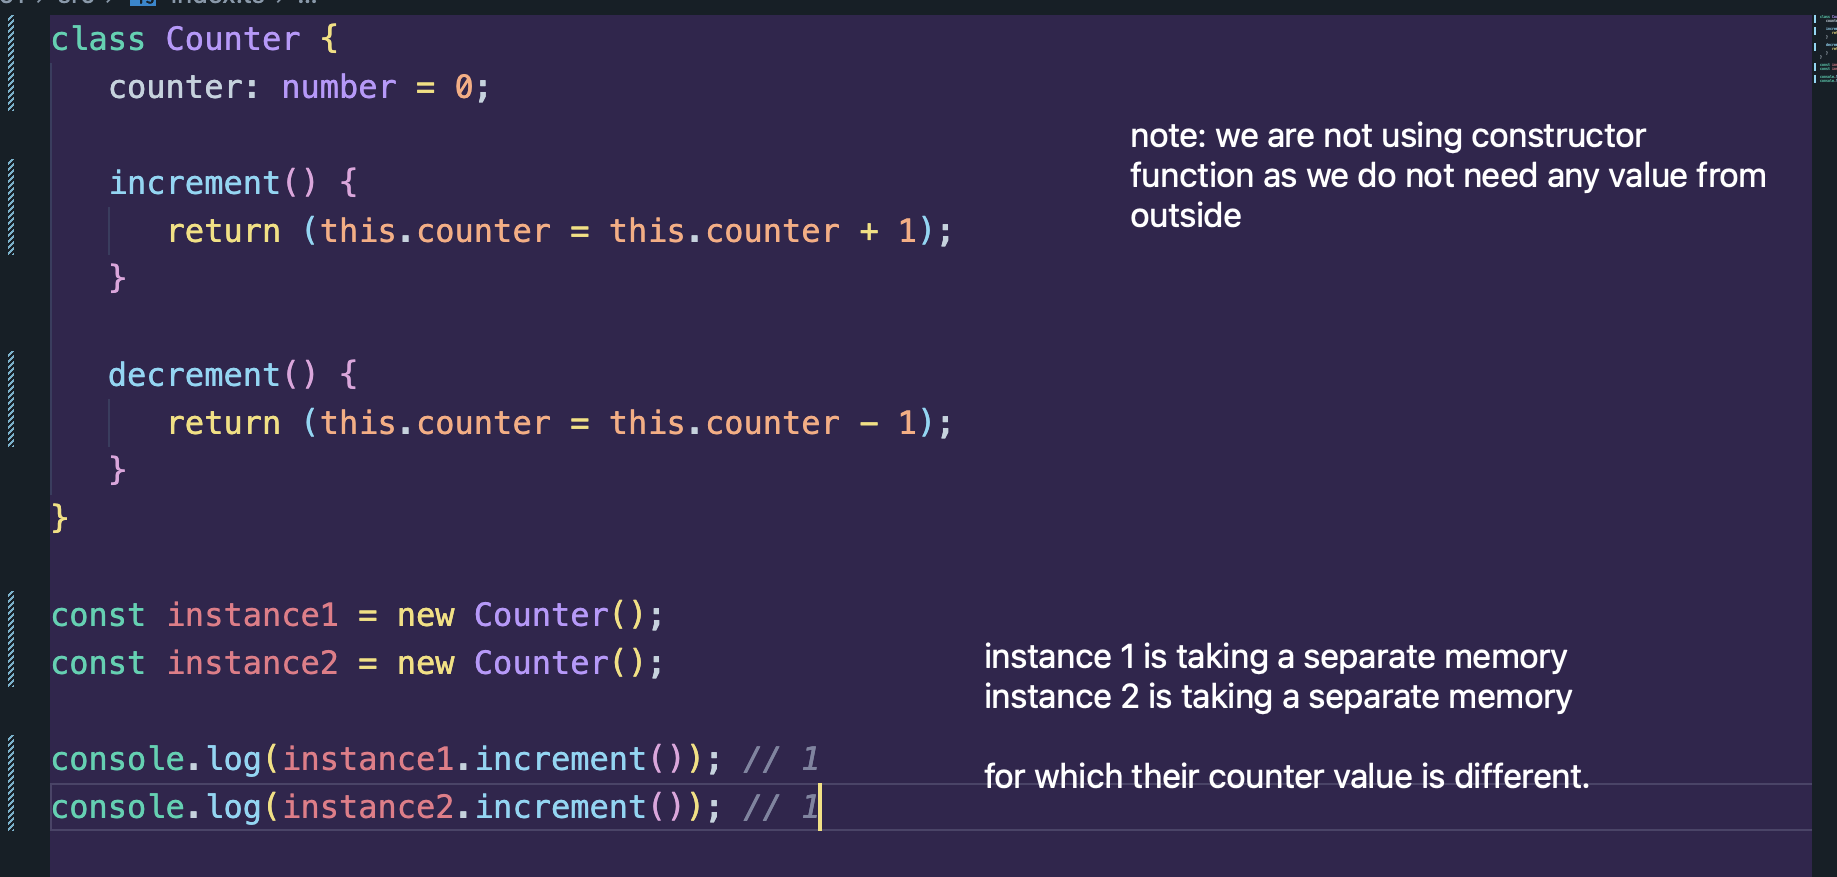 class Counter {
counter: number = 0;
note: we are not using constructor
function as we do not need any value from
outside
increment() {
return (this.counter = this.counter + 1);
}
decrement() {
return (this.counter = this.counter - 1);
}
}
const instance1 = new Counter();
const instance2 = new Counter();
instance 1 is taking a separate memory
instance 2 is taking a separate memory
console.log(instance1.increment()); // 1
console.log(instance2.increment()); // 1
for which their counter value is different.